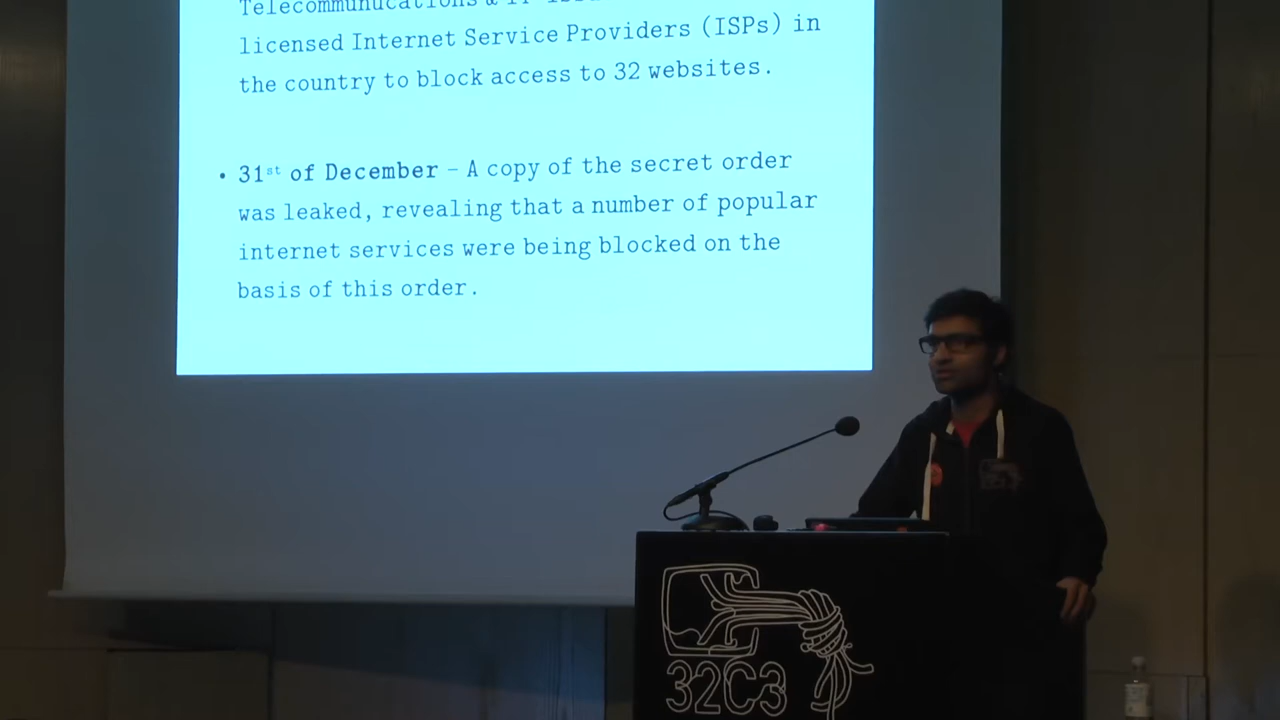 licensed Internet Service Providers (ISPs) in
the country to block access to 32 websites.
• 31st of December – A copy of the secret order
was leaked, revealing that a number of popular
internet services were being blocked on the
basis of this order.
32C3